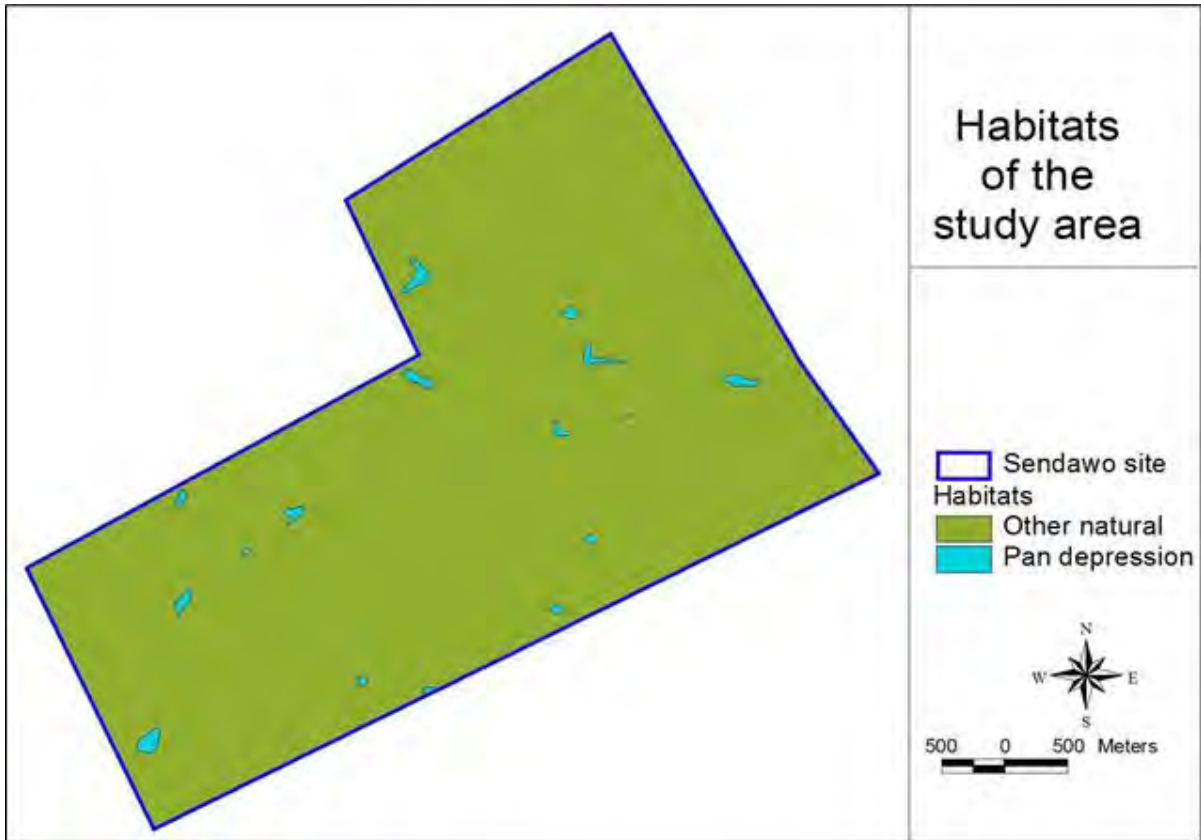 Habitats
of the
study area
Sendawo site
Habitats
Other natural
Pan depression
N
W E
S
500 0 500 Meters